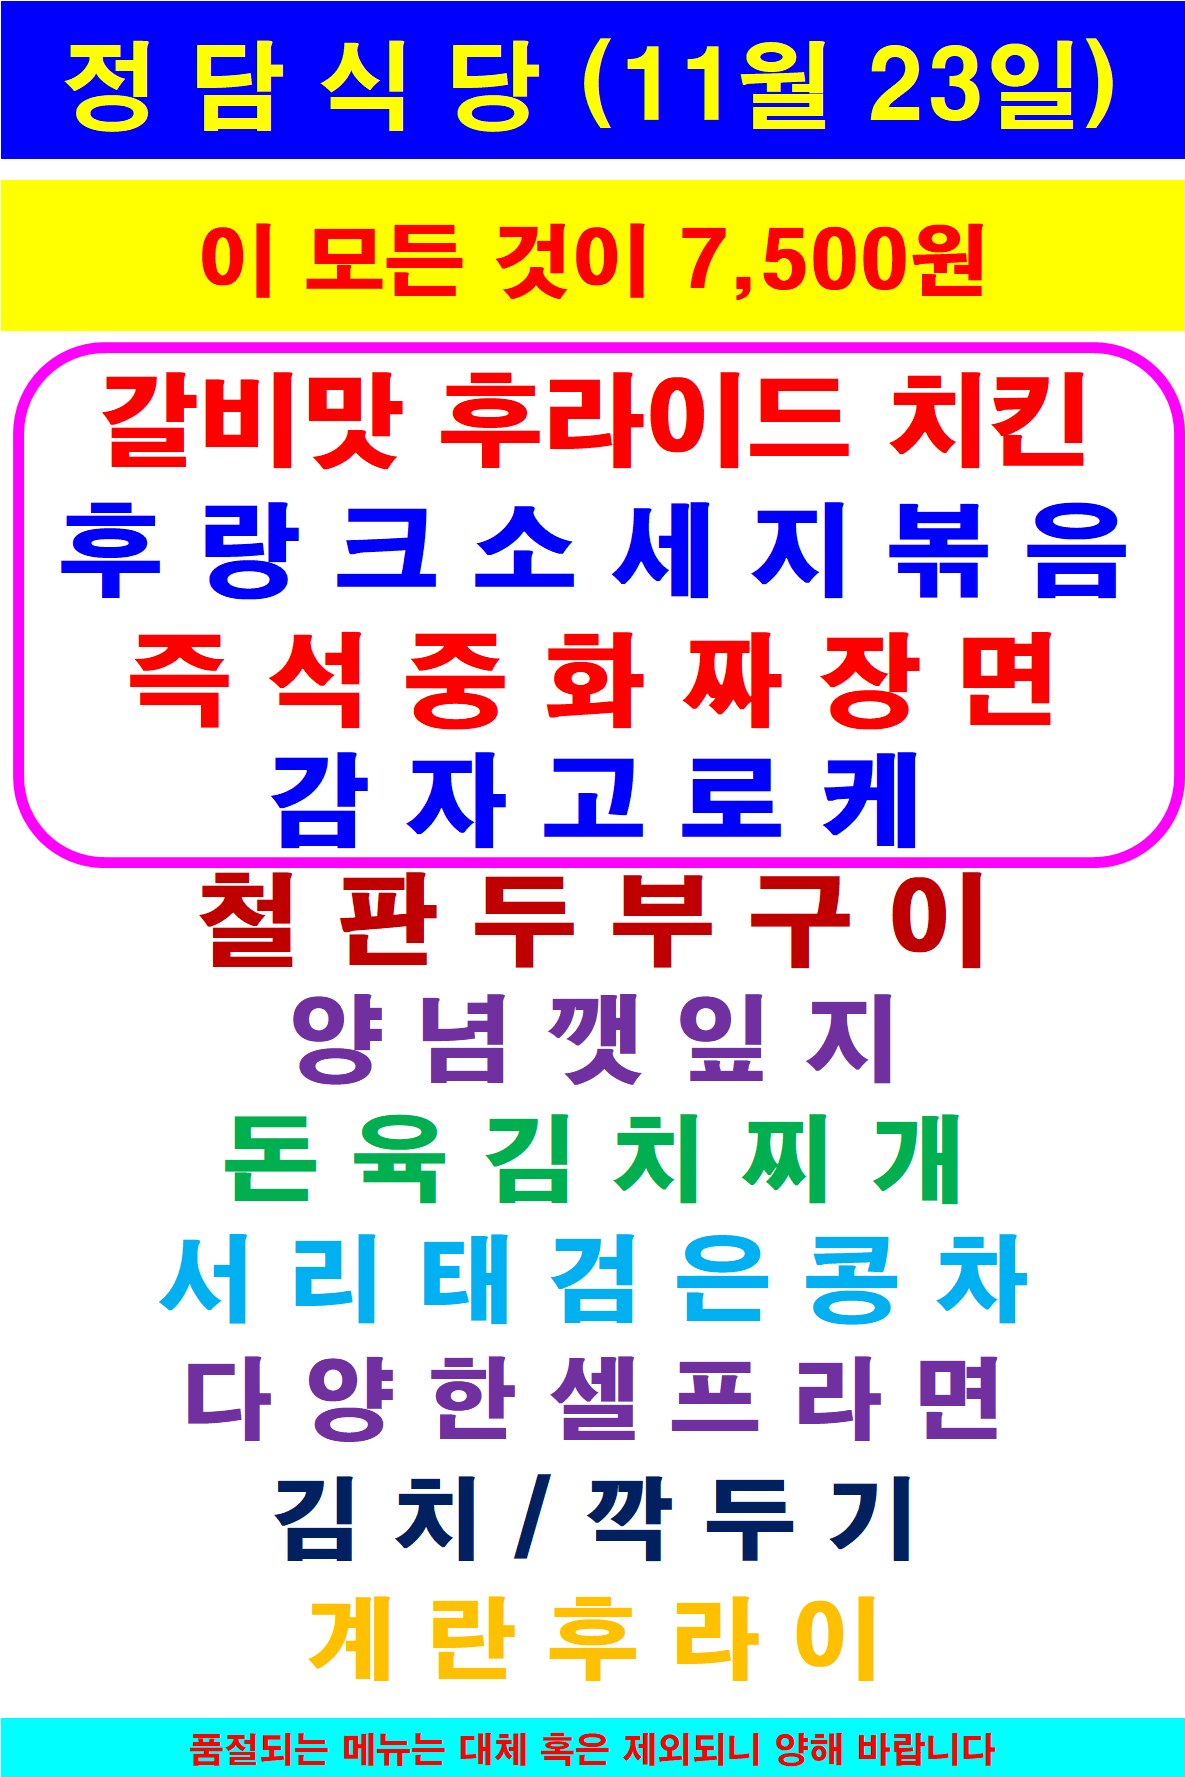 정 담 식 당 (11월 23일)
이 모든 것이 7,500원
갈비맛 후라이드 치킨
후 랑 크 소 세 지 볶 음
즉 석 중 화 짜 장 면
감 자 고 로 케
철 판 두 부 구 이
양 념 깻 잎 지
돈 육 김 치 찌 개
서 리 태 검 은 콩 차
다 양 한 셀 프 라 면
김 치 / 깍 두 기
계 란 후 라 이
품절되는 메뉴는 대체 혹은 제외되니 양해 바랍니다